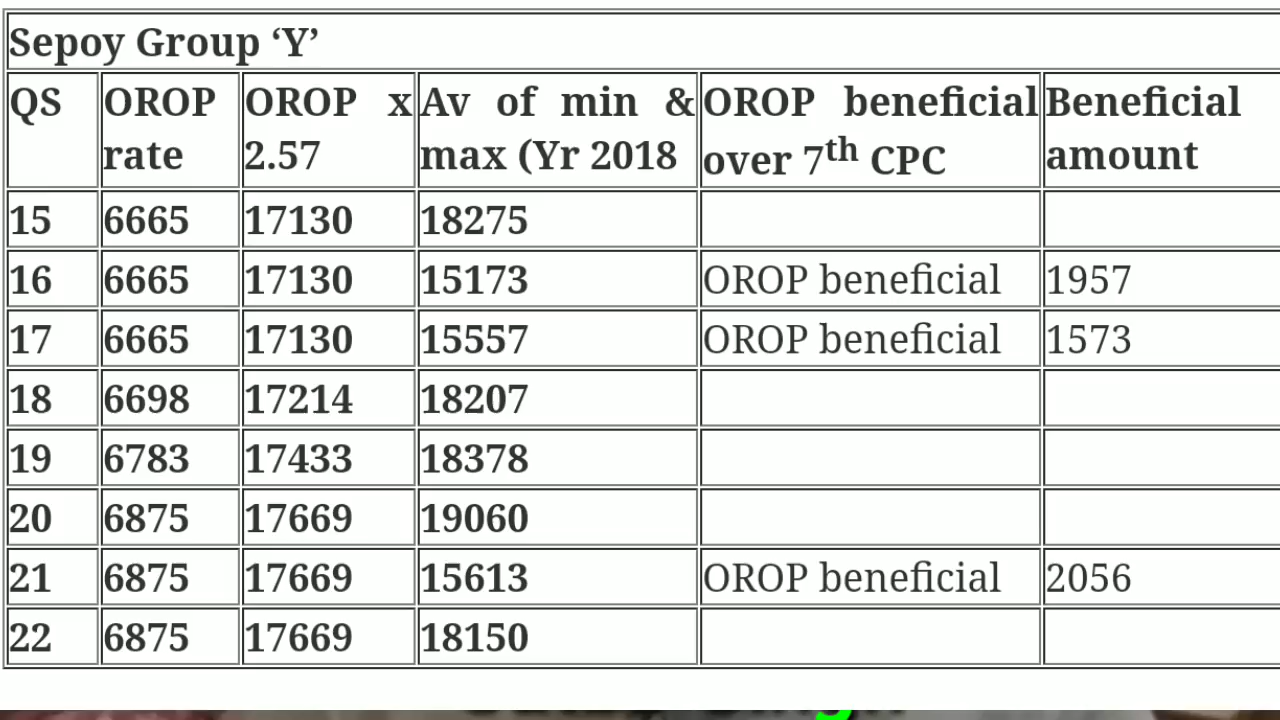 Sepoy Group ‘Y’
QS OROP rate OROP x 2.57 Av of min & max (Yr 2018 OROP beneficial over 7th CPC Beneficial amount
15 6665 17130 18275
16 6665 17130 15173 OROP beneficial 1957
17 6665 17130 15557 OROP beneficial 1573
18 6698 17214 18207
19 6783 17433 18378
20 6875 17669 19060
21 6875 17669 15613 OROP beneficial 2056
22 6875 17669 18150